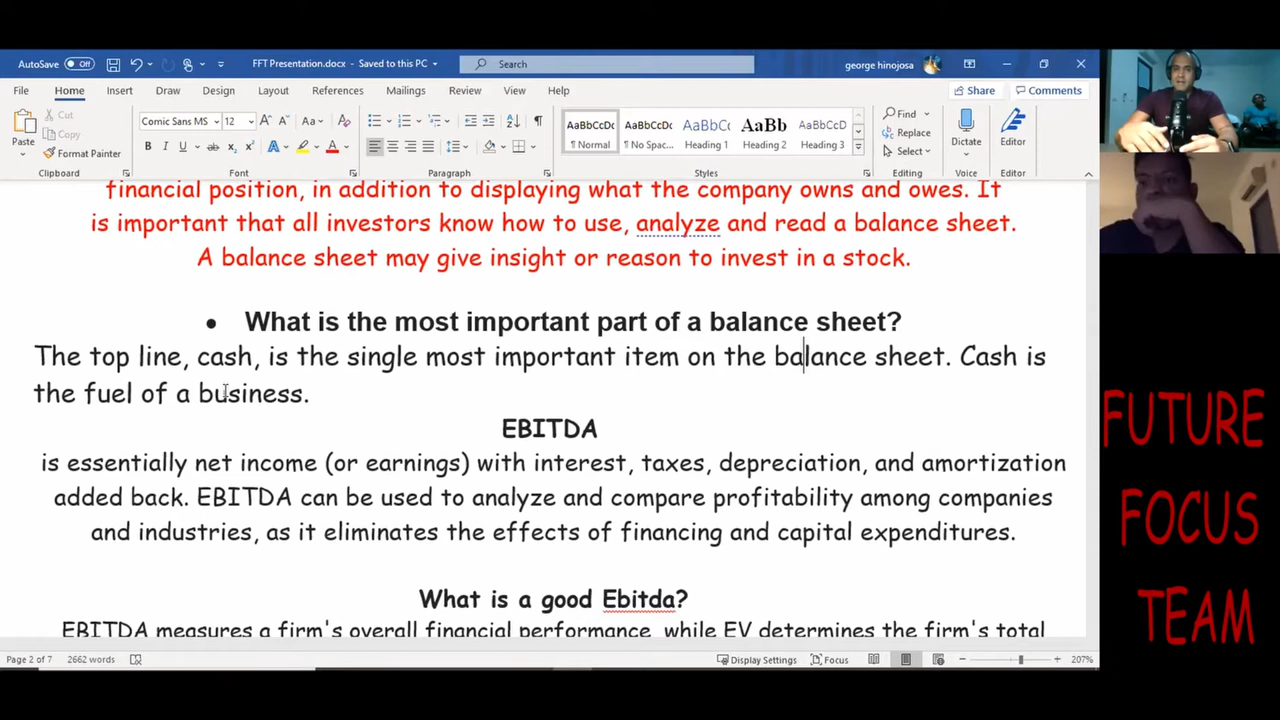 AutoSave Off FFT Presentation.docx - Saved to this PC Search george hinojosa
File Home Insert Draw Design Layout References Mailings Review View Help Share Comments
Paste Cut Copy Format Painter
Comic Sans MS 12
AaBbCcDc AaBbCcDc AaBbCc AaBb AaBbCcD
¶ Normal ¶ No Spac... Heading 1 Heading 2 Heading 3
Find Replace Select Dictate Editor
Clipboard Font Paragraph Styles Editing Voice Editor
financial position, in addition to displaying what the company owns and owes. It
is important that all investors know how to use, analyze and read a balance sheet.
A balance sheet may give insight or reason to invest in a stock.
• What is the most important part of a balance sheet?
The top line, cash, is the single most important item on the balance sheet. Cash is
the fuel of a business.
EBITDA
is essentially net income (or earnings) with interest, taxes, depreciation, and amortization
added back. EBITDA can be used to analyze and compare profitability among companies
and industries, as it eliminates the effects of financing and capital expenditures.
What is a good Ebitda?
EBITDA measures a firm's overall financial performance, while EV determines the firm's total
Page 2 of 7 2662 words Display Settings Focus 207%
FUTURE
FOCUS
TEAM